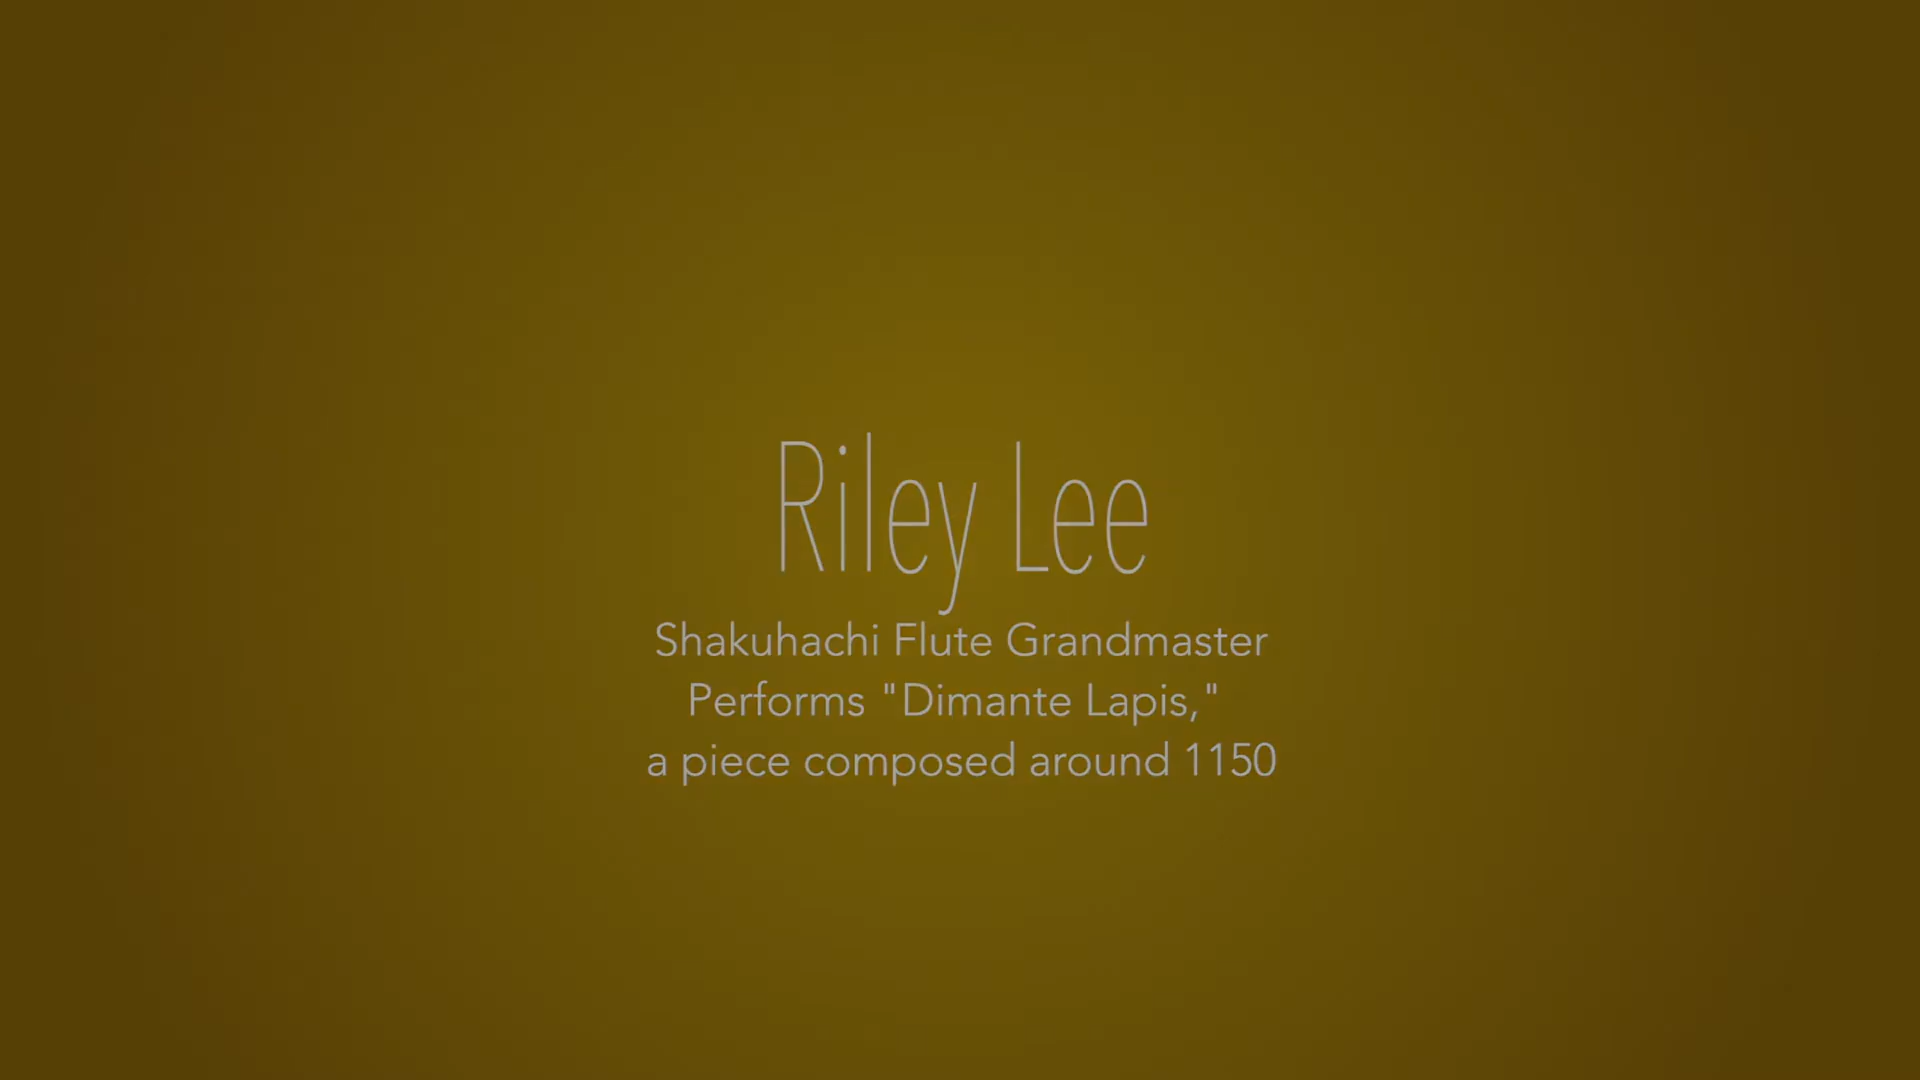 Riley Lee
Shakuhachi Flute Grandmaster
Performs "Dimante Lapis,"
a piece composed around 1150